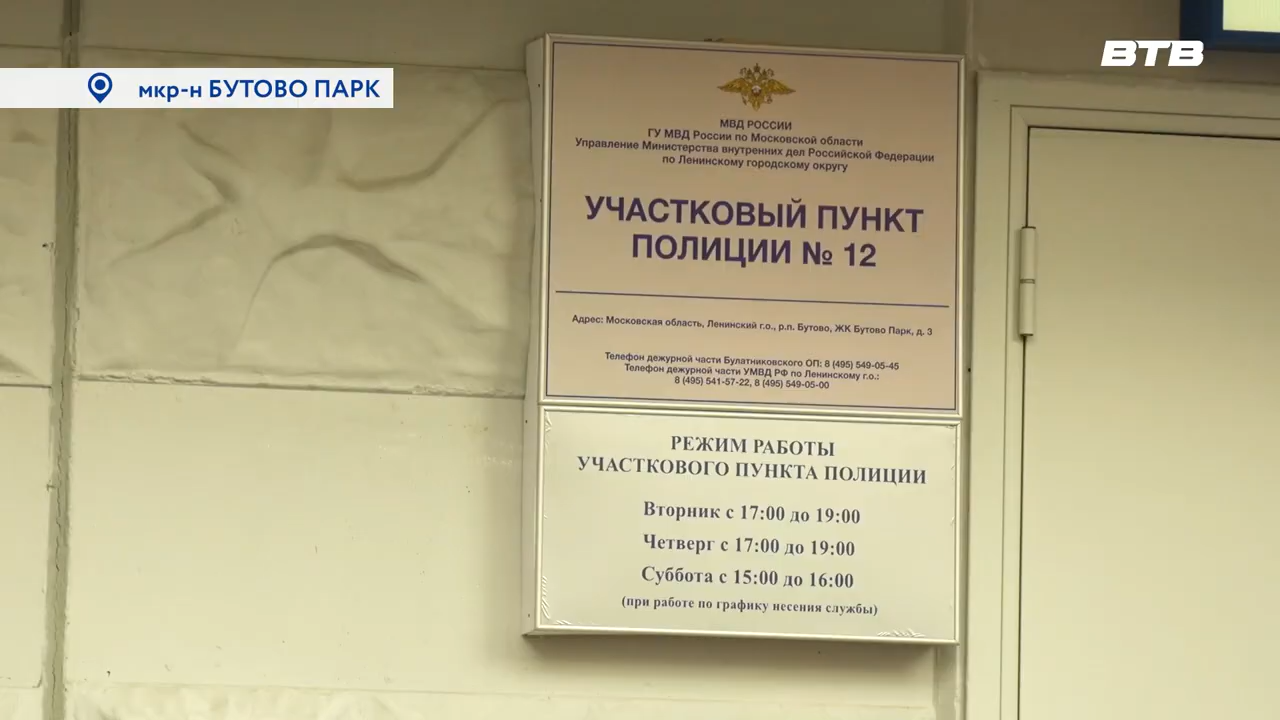 мкр-н БУТОВО ПАРК
ВТВ
МВД РОССИИ
ГУ МВД России по Московской области
Управление Министерства внутренних дел Российской Федерации
по Ленинскому городскому округу
УЧАСТКОВЫЙ ПУНКТ
ПОЛИЦИИ № 12
Адрес: Московская область, Ленинский г.о., р.п. Бутово, ЖК Бутово Парк, д. 3
Телефон дежурной части Булатниковского ОП: 8 (495) 549-05-45
Телефон дежурной части УМВД РФ по Ленинскому г.о.:
8 (495) 541-57-22, 8 (495) 549-05-00
РЕЖИМ РАБОТЫ
УЧАСТКОВОГО ПУНКТА ПОЛИЦИИ
Вторник с 17:00 до 19:00
Четверг с 17:00 до 19:00
Суббота с 15:00 до 16:00
(при работе по графику несения службы)